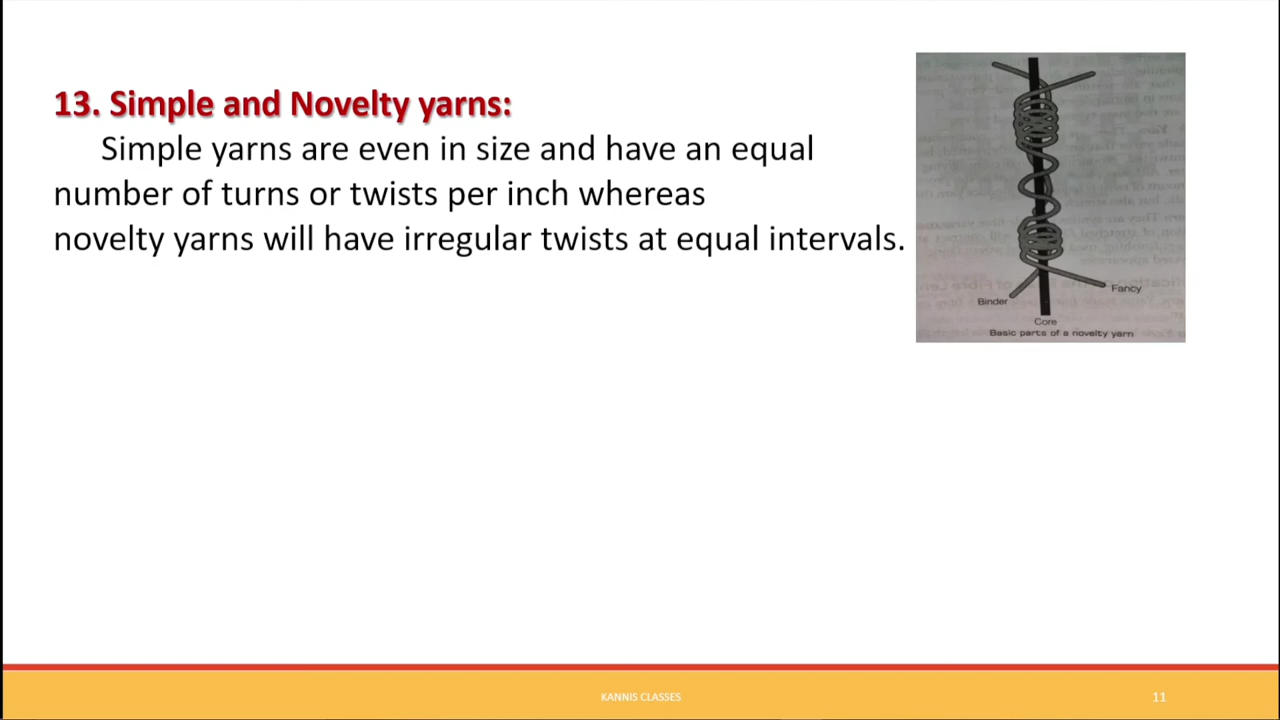 13. Simple and Novelty yarns:
Simple yarns are even in size and have an equal
number of turns or twists per inch whereas
novelty yarns will have irregular twists at equal intervals.
Binder
Fancy
Core
Basic parts of a novelty yarn
KANNIS CLASSES
11